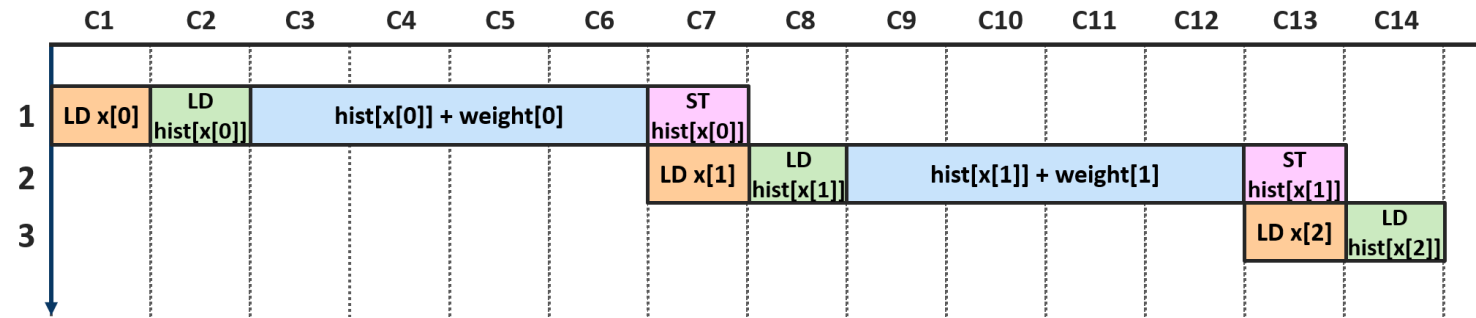 C1 C2 C3 C4 C5 C6 C7 C8 C9 C10 C11 C12 C13 C14
1
LD x[0]
LD
hist[x[0]]
hist[x[0]] + weight[0]
ST
hist[x[0]]
2
LD x[1]
LD
hist[x[1]]
hist[x[1]] + weight[1]
ST
hist[x[1]]
3
LD x[2]
LD
hist[x[2]]